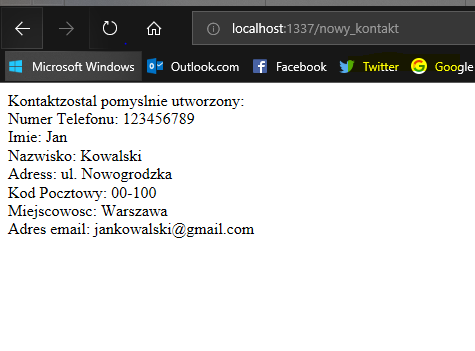 localhost:1337/nowy_kontakt
Microsoft Windows Outlook.com Facebook Twitter Google
Kontaktzostal pomyslnie utworzony:
Numer Telefonu: 123456789
Imie: Jan
Nazwisko: Kowalski
Adress: ul. Nowogrodzka
Kod Pocztowy: 00-100
Miejscowosc: Warszawa
Adres email: jankowalski@gmail.com